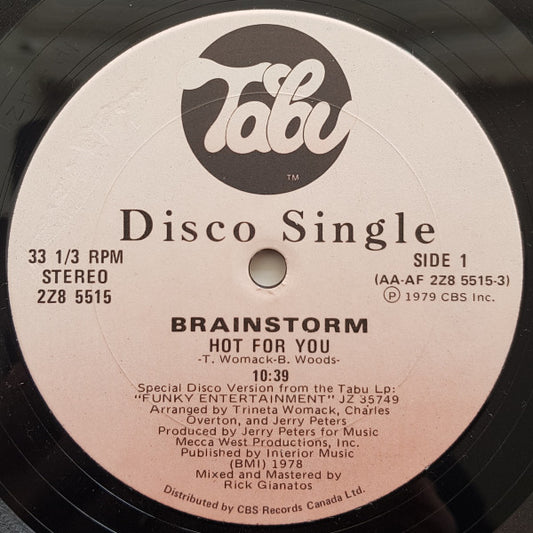 Tabu
TM
Disco Single
33 1/3 RPM
STEREO
2Z8 5515
SIDE 1
(AA-AF 2Z8 5515-3)
Ⓟ 1979 CBS Inc.
BRAINSTORM
HOT FOR YOU
-T. Womack-B. Woods-
10:39
Special Disco Version from the Tabu Lp:
"FUNKY ENTERTAINMENT" JZ 35749
Arranged by Trineta Womack, Charles
Overton, and Jerry Peters
Produced by Jerry Peters for Music
Mecca West Productions, Inc.
Published by Interior Music
(BMI) 1978
Mixed and Mastered by
Rick Gianatos
Distributed by CBS Records Canada Ltd.